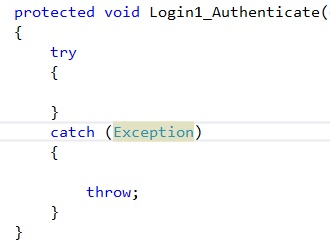 protected void Login1_Authenticate(
{
try
{
}
catch (Exception)
{
throw;
}
}